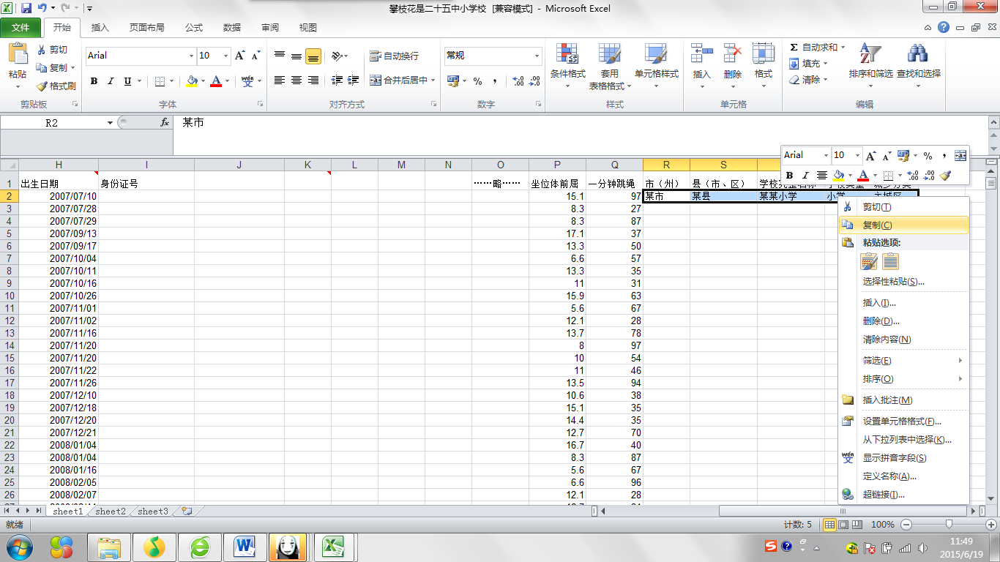 攀枝花是二十五中小学校 [兼容模式] - Microsoft Excel
文件 开始 插入 页面布局 公式 数据 审阅 视图
粘贴 剪切 复制 格式刷 剪贴板
Arial 10 B I U A wén 文 字体
自动换行 合并后居中 对齐方式
常规 % , 数字
条件格式 套用表格格式 单元格样式 样式
插入 删除 格式 单元格
Σ 自动求和 填充 清除 排序和筛选 查找和选择 编辑
R2 fx 某市
Arial 10 % ,
B I A
H I J K L M N O P Q R S
1 出生日期 身份证号 ……略…… 坐位体前屈 一分钟跳绳 市（州） 县（市、区）
2 2007/07/10 15.1 97 某市 某县 某某小学 小学 主城区
3 2007/07/28 8.3 27
4 2007/07/29 8.3 87
5 2007/09/13 17.1 37
6 2007/09/17 13.3 50
7 2007/10/04 6.6 57
8 2007/10/11 13.3 35
9 2007/10/16 11 31
10 2007/10/26 15.9 63
11 2007/11/01 5.6 67
12 2007/11/02 12.1 28
13 2007/11/16 13.7 78
14 2007/11/20 8 97
15 2007/11/20 10 54
16 2007/11/22 11 46
17 2007/11/26 13.5 94
18 2007/12/10 10.6 38
19 2007/12/18 15.1 35
20 2007/12/20 14.4 35
21 2007/12/21 12.7 70
22 2008/01/04 16.7 40
23 2008/01/04 8.3 87
24 2008/01/16 5.6 67
25 2008/02/05 6.6 96
26 2008/02/07 12.1 28
剪切(T)
复制(C)
粘贴选项:
选择性粘贴(S)...
插入(I)...
删除(D)...
清除内容(N)
筛选(E)
排序(O)
插入批注(M)
设置单元格格式(F)...
从下拉列表中选择(K)...
wén 文 显示拼音字段(S)
定义名称(A)...
超链接(I)...
sheet1 sheet2 sheet3
就绪 计数: 5 100%
11:49
2015/6/19